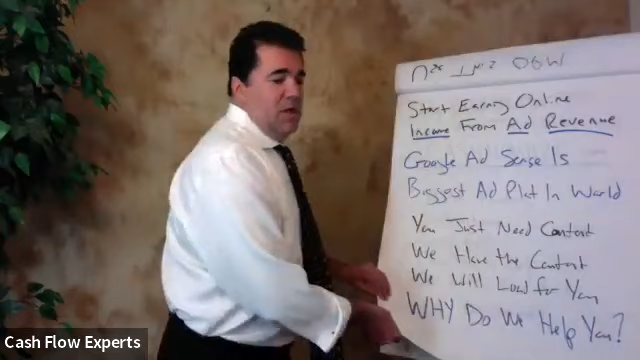 Start Earning Online
Income From Ad Revenue
Google Ad Sense Is
Biggest Ad Plat In World
You Just Need Content
We Have the Content
We Will Load for You
WHY Do We Help You?
Cash Flow Experts